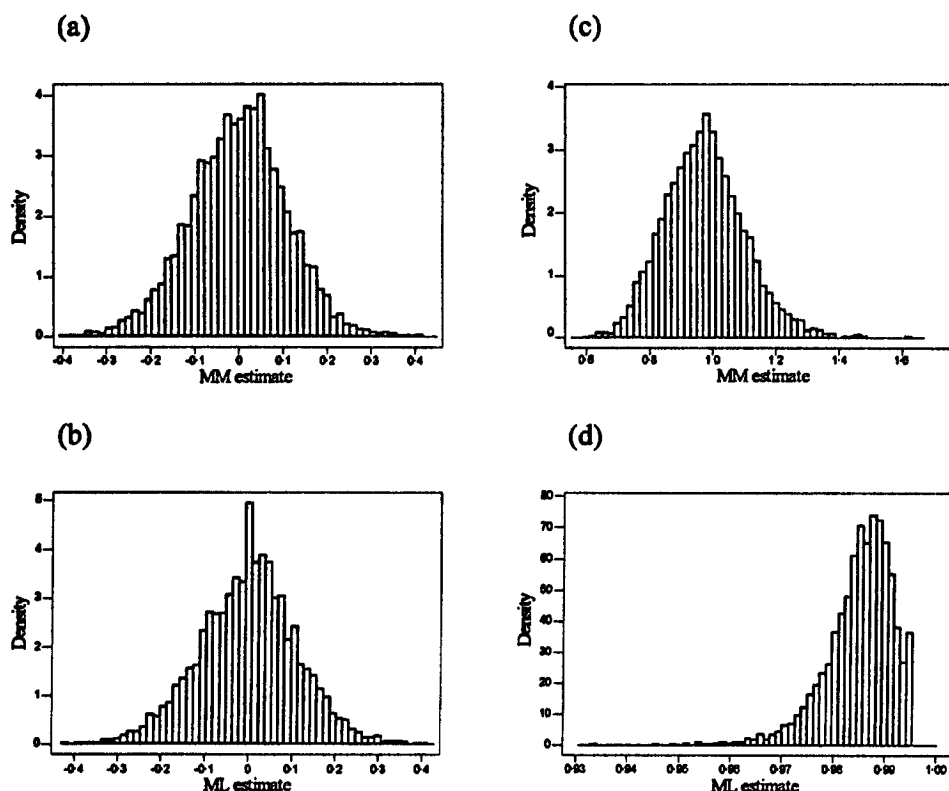 (a)
4
3
2
1
0
Density
-0·4 -0·3 -0·2 -0·1 0 0·1 0·2 0·3 0·4
MM estimate
(c)
4
3
2
1
0
Density
0·6 0·8 1·0 1·2 1·4 1·6
MM estimate
(b)
5
4
3
2
1
0
Density
-0·4 -0·3 -0·2 -0·1 0 0·1 0·2 0·3 0·4
ML estimate
(d)
80
70
60
50
40
30
20
10
0
Density
0·93 0·94 0·95 0·96 0·97 0·98 0·99 1·00
ML estimate